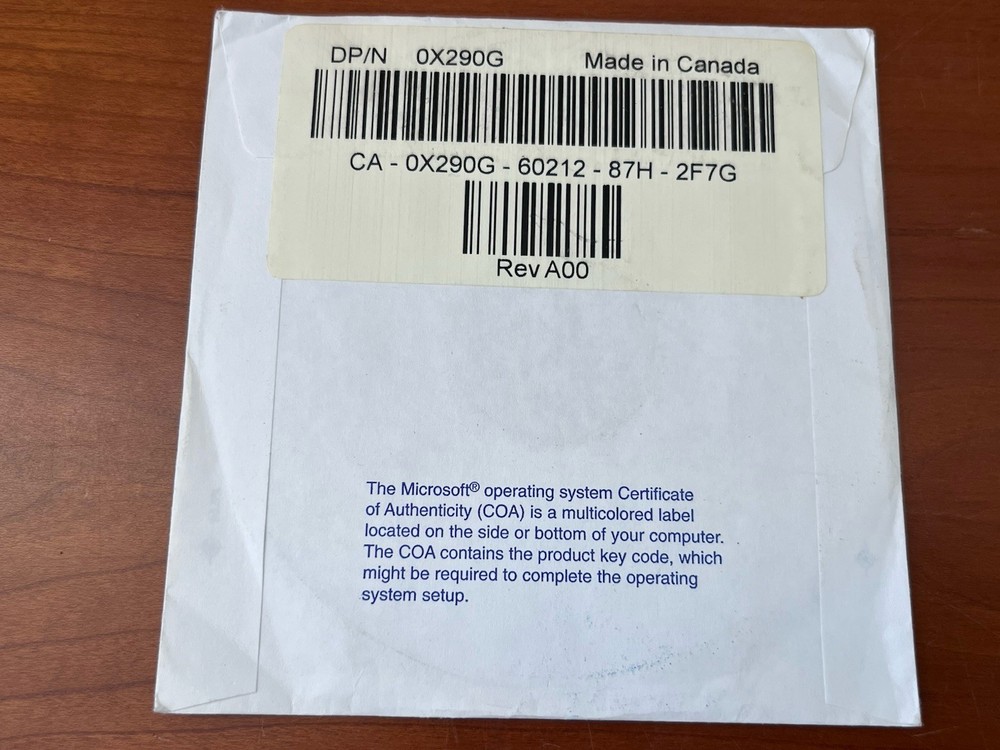 DP/N 0X290G Made in Canada
CA - 0X290G - 60212 - 87H - 2F7G
Rev A00
The Microsoft® operating system Certificate
of Authenticity (COA) is a multicolored label
located on the side or bottom of your computer.
The COA contains the product key code, which
might be required to complete the operating
system setup.